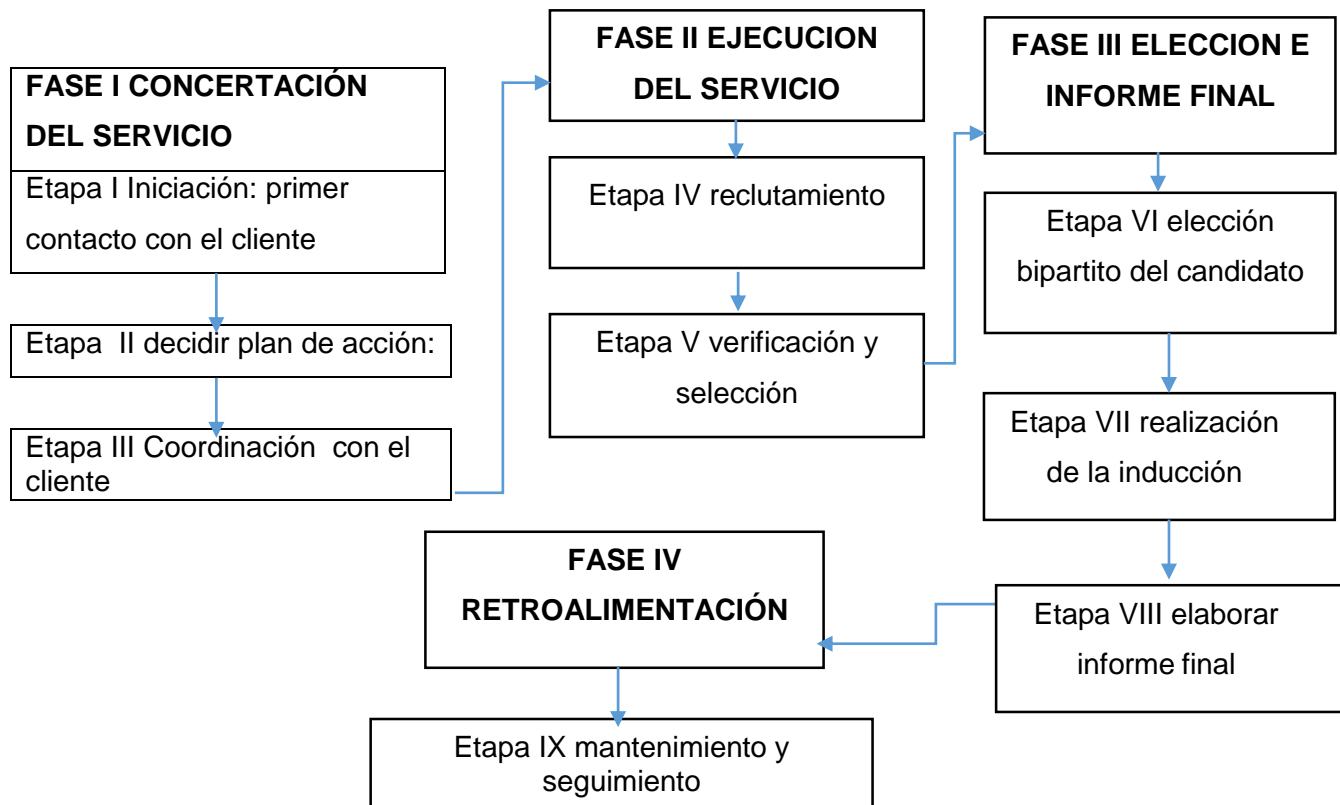 FASE I CONCERTACIÓN
DEL SERVICIO
Etapa I Iniciación: primer
contacto con el cliente
Etapa  II decidir plan de acción:
Etapa III Coordinación  con el
cliente
FASE II EJECUCION
DEL SERVICIO
Etapa IV reclutamiento
Etapa V verificación y
selección
FASE III ELECCION E
INFORME FINAL
Etapa VI elección
bipartito del candidato
Etapa VII realización
de la inducción
Etapa VIII elaborar
informe final
FASE IV
RETROALIMENTACIÓN
Etapa IX mantenimiento y
seguimiento